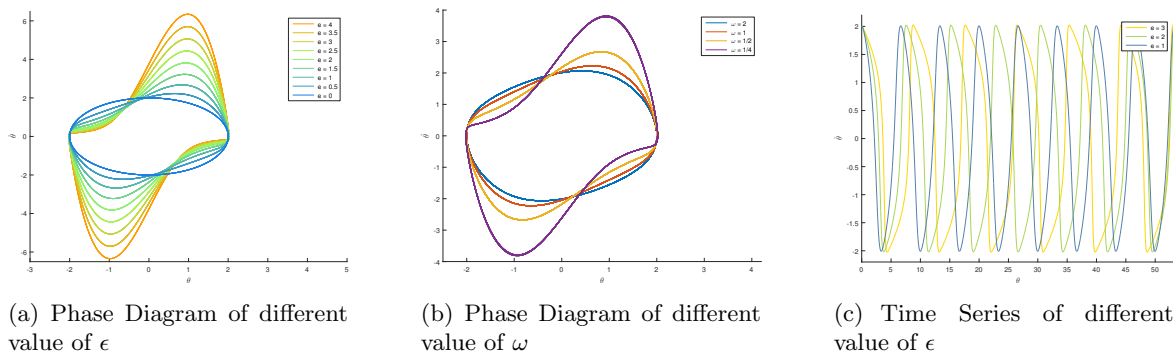 e = 4
e = 3.5
e = 3
e = 2.5
e = 2
e = 1.5
e = 1
e = 0.5
e = 0
6
4
2
0
-2
-4
-6
θ̇
-3
-2
-1
0
1
2
3
4
5
θ
ω = 2
ω = 1
ω = 1/2
ω = 1/4
4
3
2
1
0
-1
-2
-3
-4
θ̇
-2
-1
0
1
2
3
4
θ
e = 3
e = 2
e = 1
2
1.5
1
0.5
0
-0.5
-1
-1.5
-2
θ̇
0
5
10
15
20
25
30
35
40
45
50
θ
(a) Phase Diagram of different
value of ϵ
(b) Phase Diagram of different
value of ω
(c) Time Series of different
value of ϵ